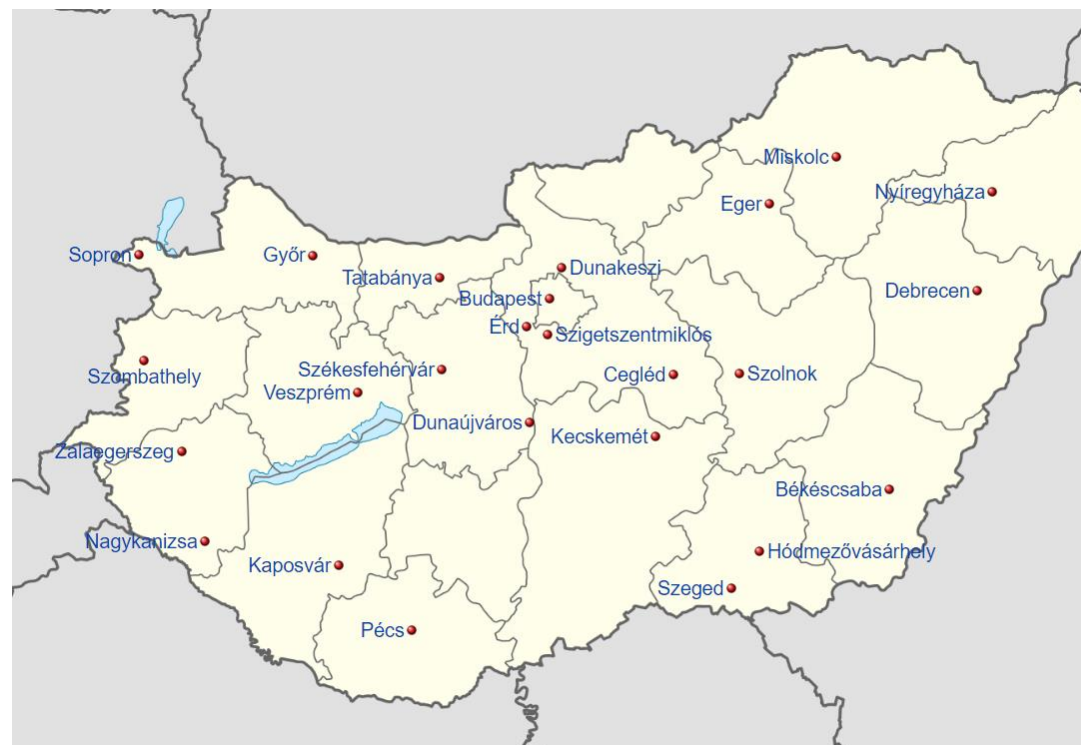 Miskolc
Nyíregyháza
Eger
Sopron
Győr
Dunakeszi
Tatabánya
Debrecen
Budapest
Érd
Szigetszentmiklós
Székesfehérvár
Szombathely
Cegléd
Szolnok
Veszprém
Dunaújváros
Kecskemét
Zalaegerszeg
Békéscsaba
Nagykanizsa
Hódmezővásárhely
Kaposvár
Szeged
Pécs